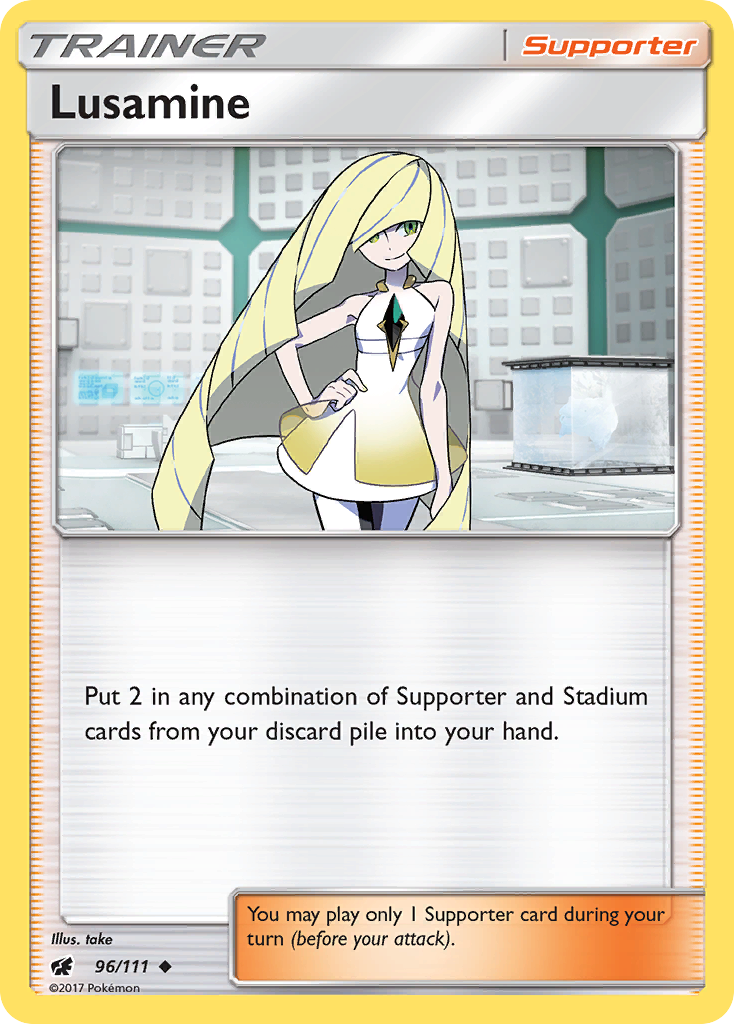 TRAINER
Supporter
Lusamine
Put 2 in any combination of Supporter and Stadium
cards from your discard pile into your hand.
You may play only 1 Supporter card during your
turn (before your attack).
Illus. take
96/111
©2017 Pokémon